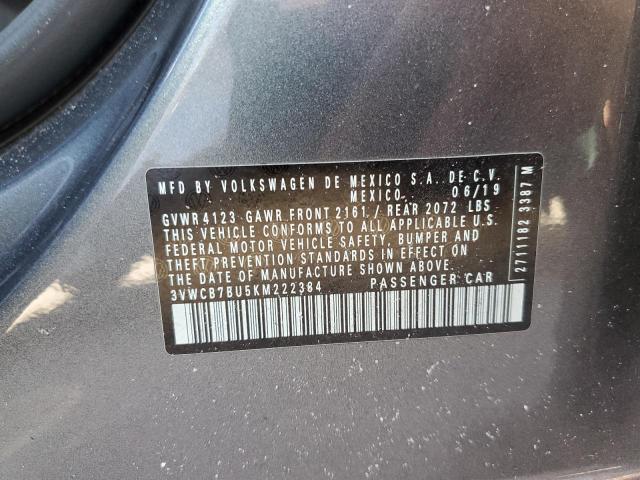 MFD BY VOLKSWAGEN DE MEXICO S.A. DE C.V.
MEXICO 06/19
GVWR 4123 GAWR FRONT 2161 / REAR 2072 LBS
THIS VEHICLE CONFORMS TO ALL APPLICABLE U.S.
FEDERAL MOTOR VEHICLE SAFETY, BUMPER AND
THEFT PREVENTION STANDARDS IN EFFECT ON
THE DATE OF MANUFACTURE SHOWN ABOVE.
3VWCB7BU5KM222384 PASSENGER CAR
2711182 3387 M